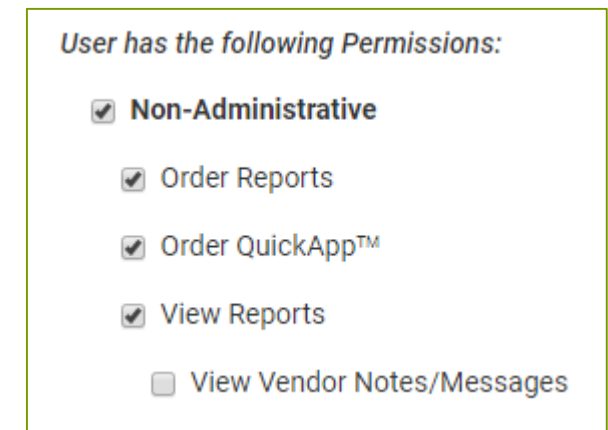 User has the following Permissions:
Non-Administrative
Order Reports
Order QuickApp™
View Reports
View Vendor Notes/Messages